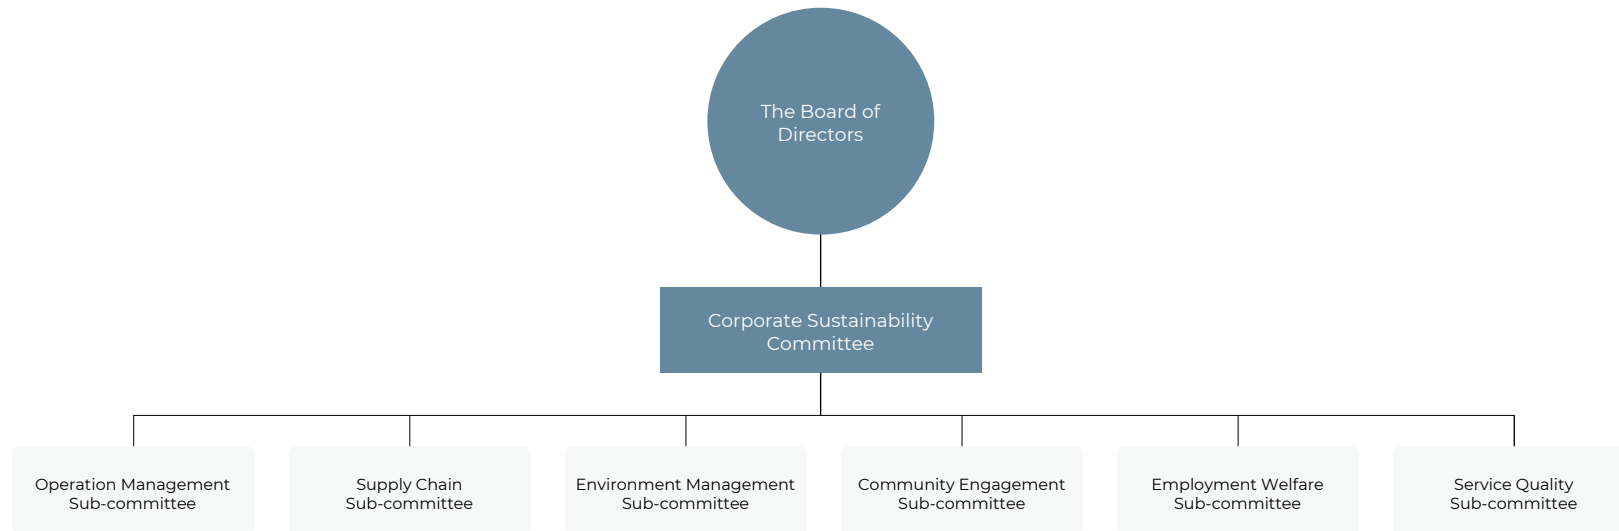 The Board of
Directors
Corporate Sustainability
Committee
Operation Management
Sub-committee
Supply Chain
Sub-committee
Environment Management
Sub-committee
Community Engagement
Sub-committee
Employment Welfare
Sub-committee
Service Quality
Sub-committee